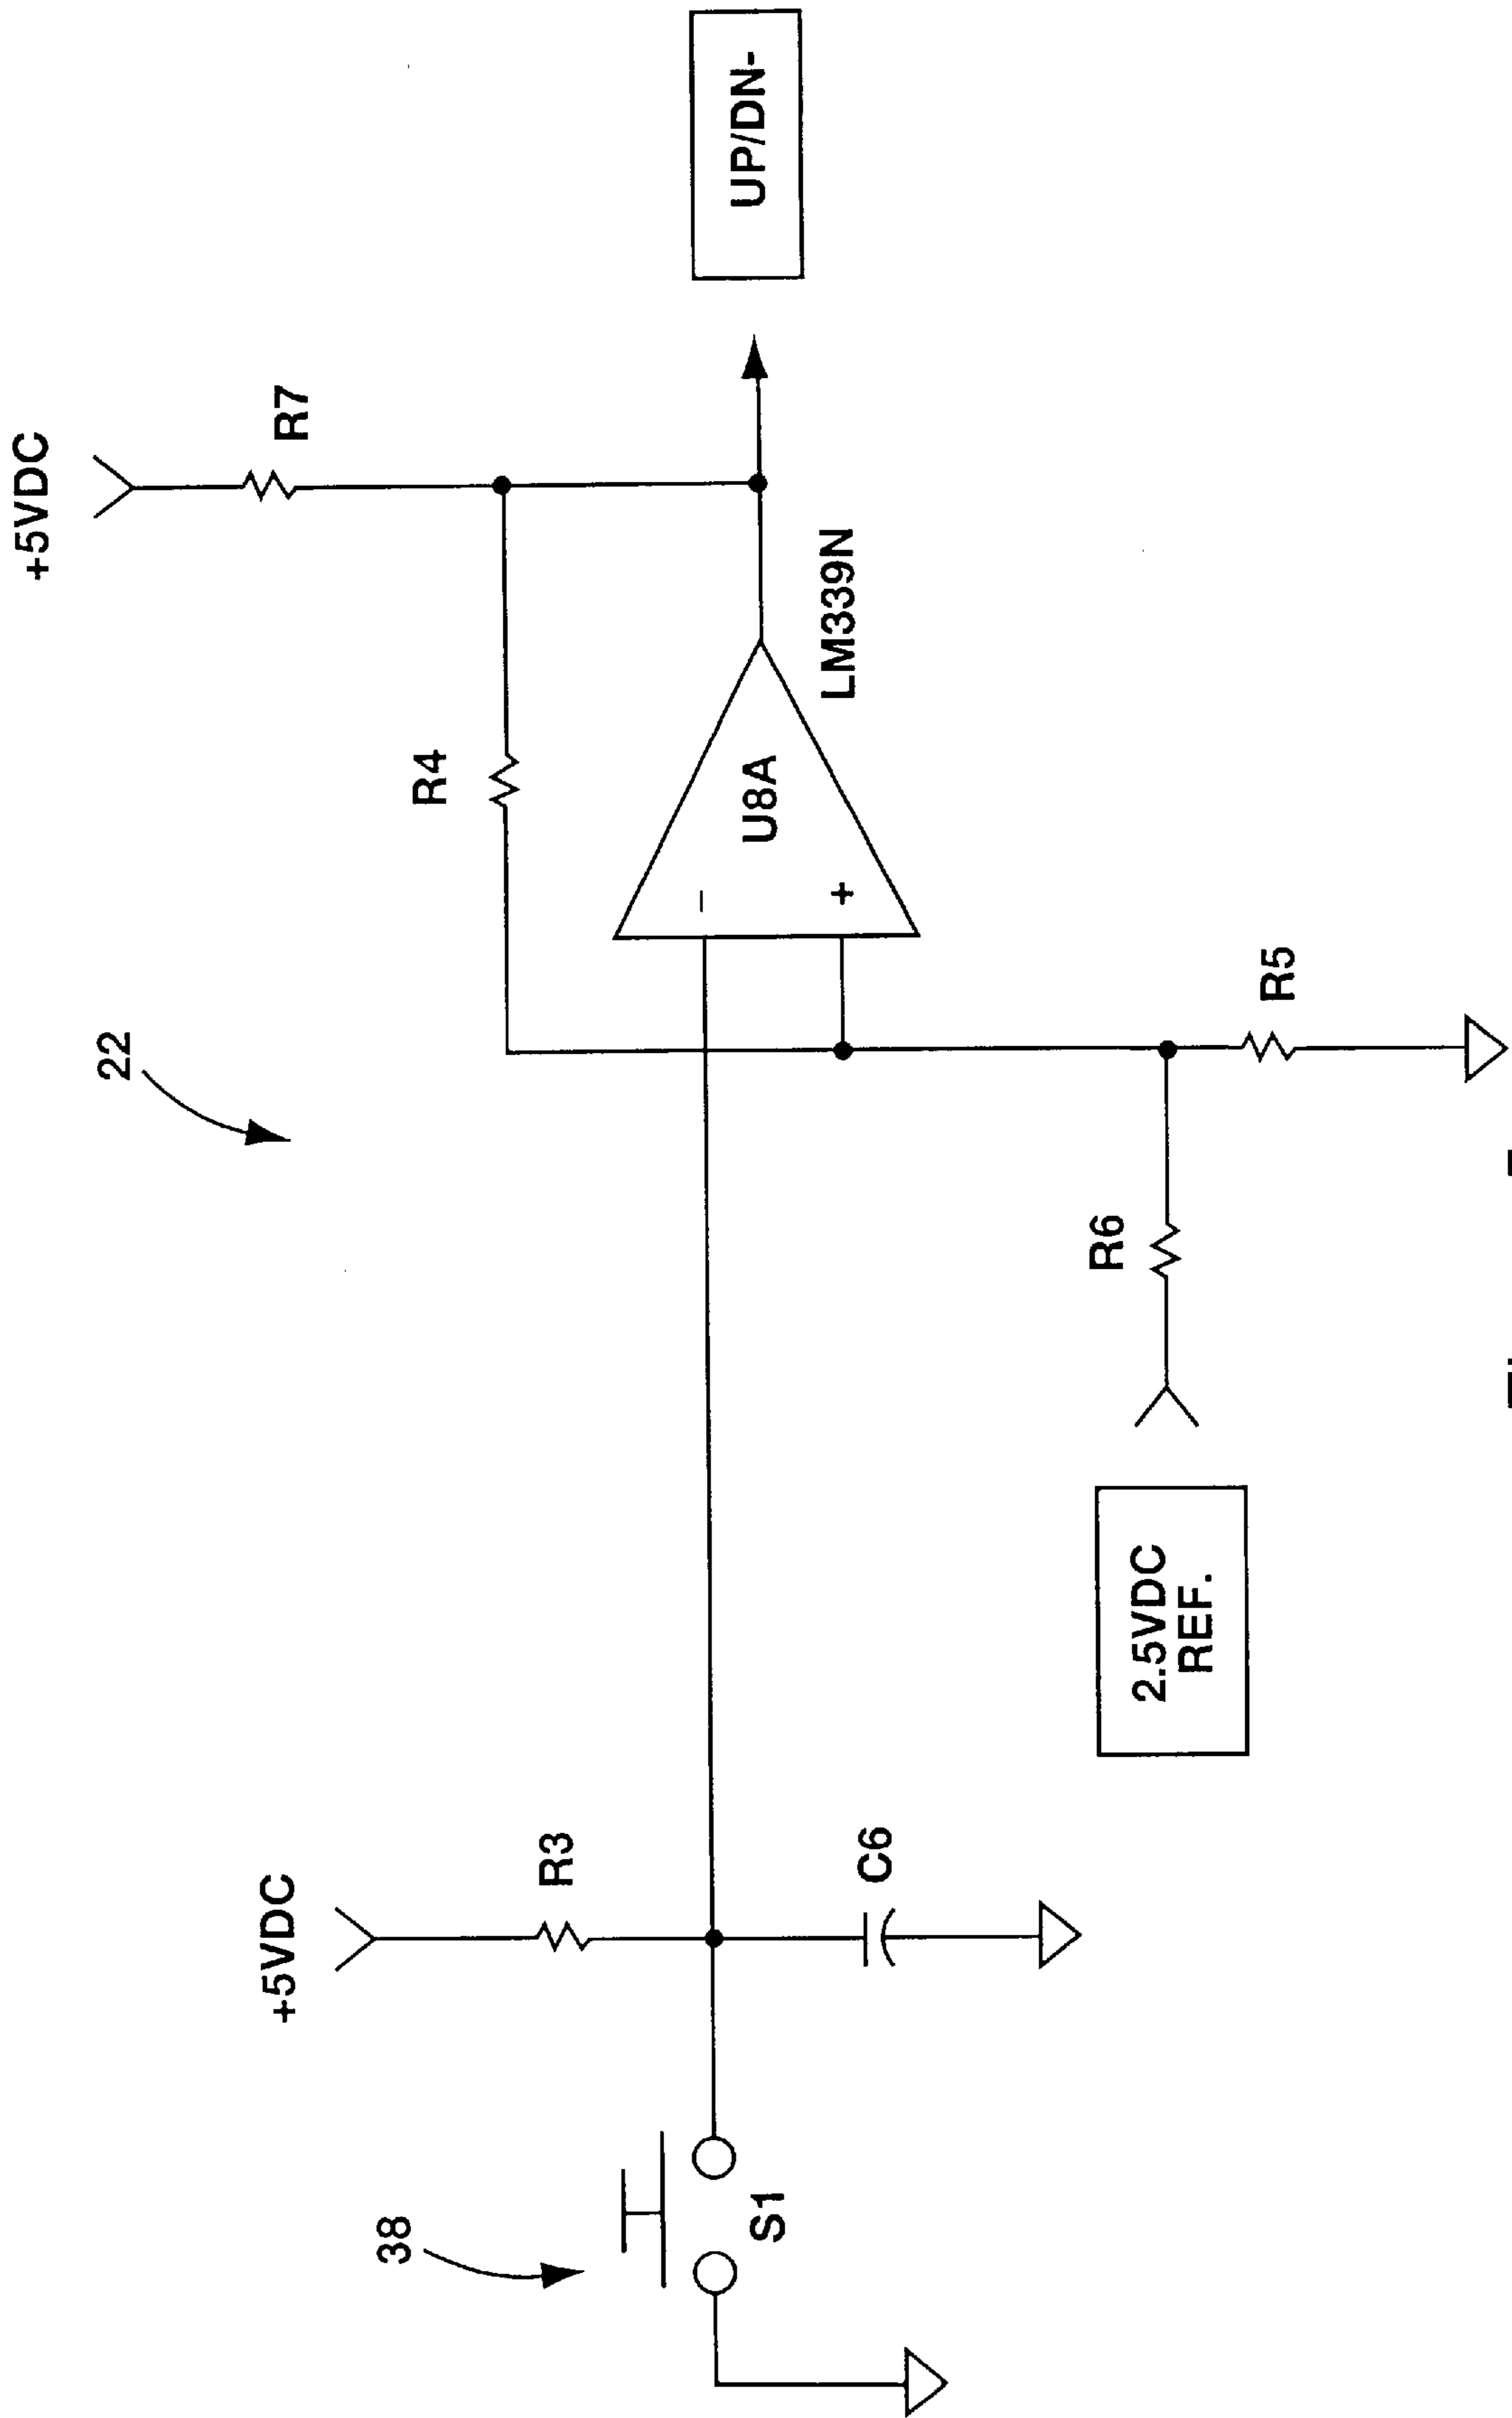 22
38
+5VDC
R3
S1
C6
+5VDC
R7
R4
U8A
−
+
LM339N
UP/DN-
R6
R5
2.5VDC
REF.